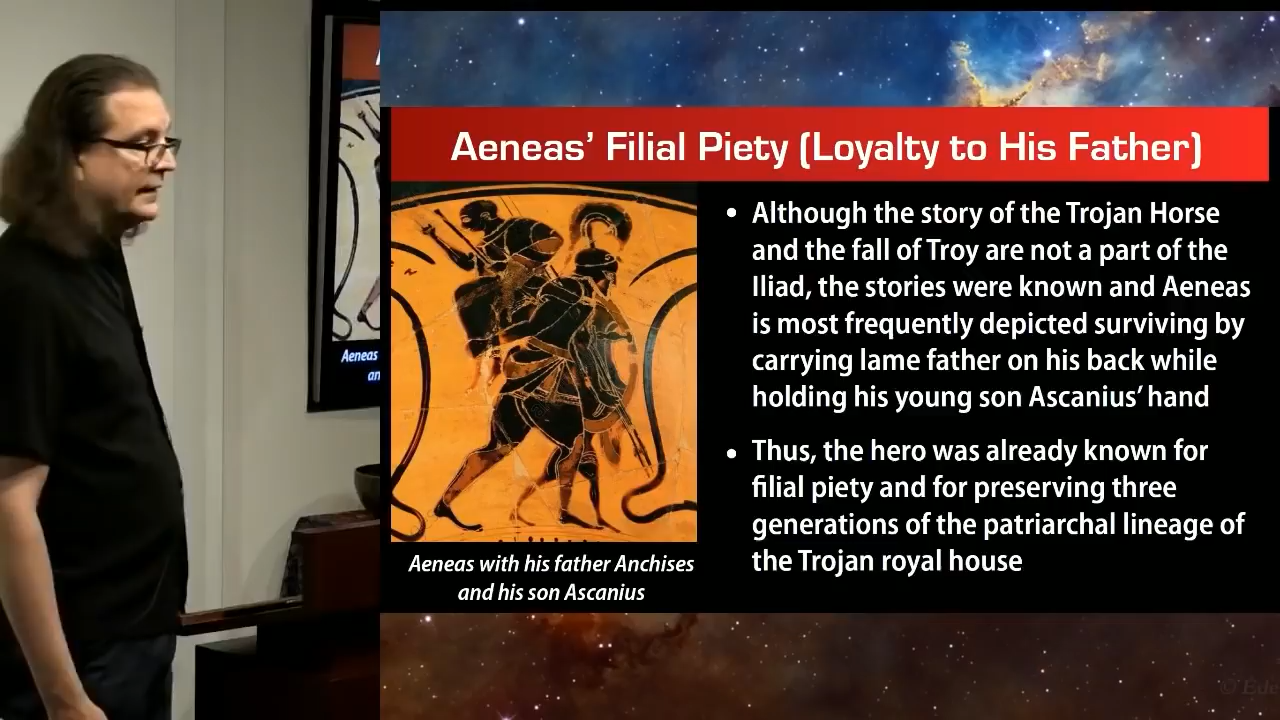 Aeneas’ Filial Piety (Loyalty to His Father)
• Although the story of the Trojan Horse
and the fall of Troy are not a part of the
Iliad, the stories were known and Aeneas
is most frequently depicted surviving by
carrying lame father on his back while
holding his young son Ascanius’ hand
• Thus, the hero was already known for
filial piety and for preserving three
generations of the patriarchal lineage of
the Trojan royal house
Aeneas with his father Anchises
and his son Ascanius
Aeneas
an
©